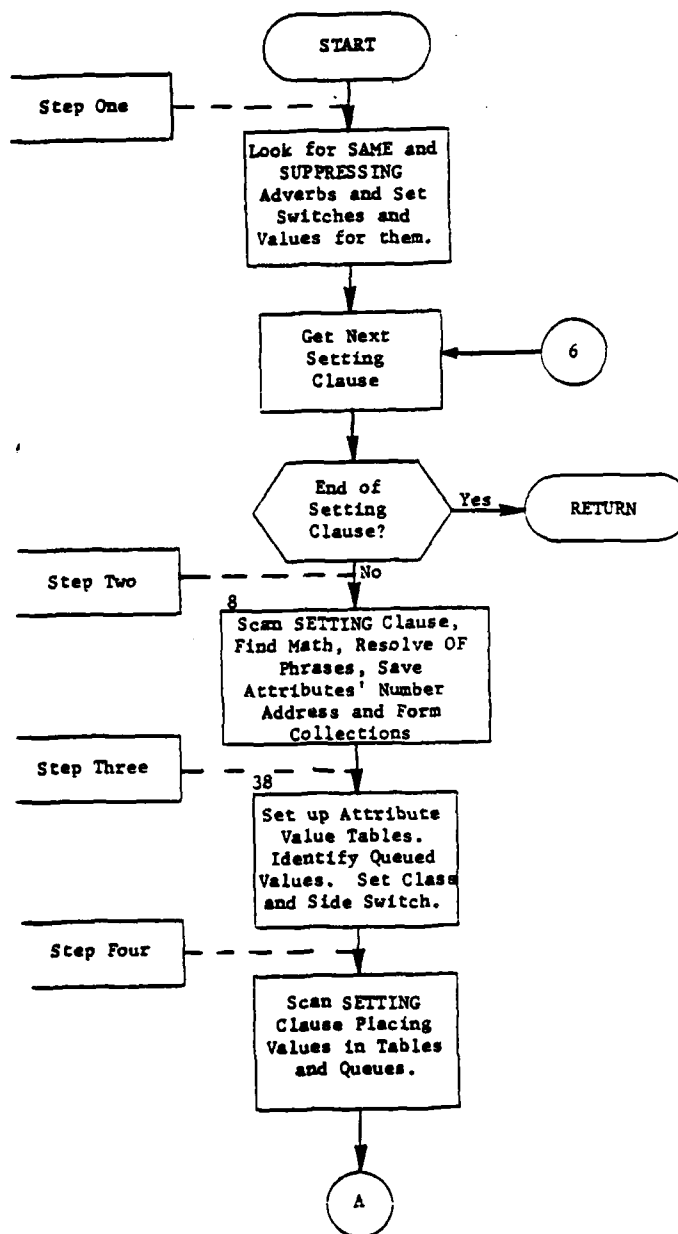 START
Step One
Look for SAME and
SUPPRESSING
Adverbs and Set
Switches and
Values for them.
Get Next
Setting
Clause
6
End of
Setting
Clause?
Yes
RETURN
Step Two
No
8
Scan SETTING Clause,
Find Math, Resolve OF
Phrases, Save
Attributes' Number
Address and Form
Collections
Step Three
38
Set up Attribute
Value Tables.
Identify Queued
Values. Set Class
and Side Switch.
Step Four
Scan SETTING
Clause Placing
Values in Tables
and Queues.
A